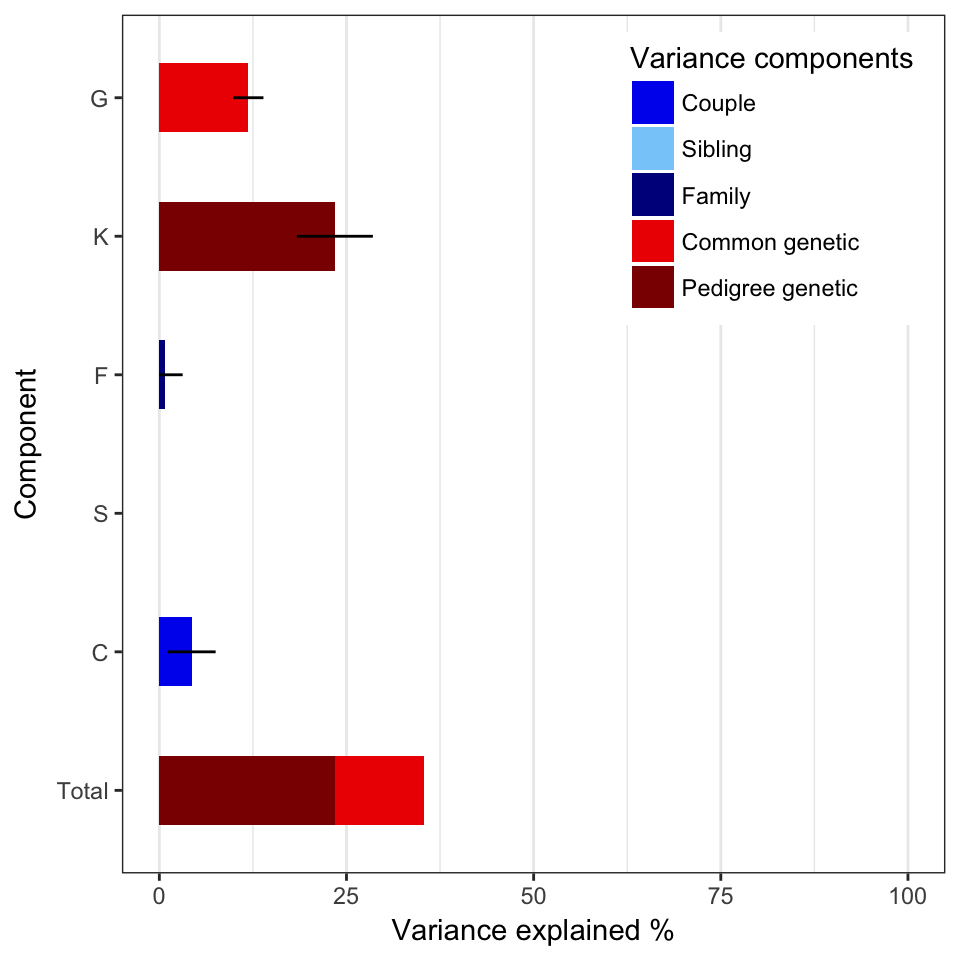 Variance components
Couple
Sibling
Family
Common genetic
Pedigree genetic
G
K
F
S
C
Total
Component
0 25 50 75 100
Variance explained %